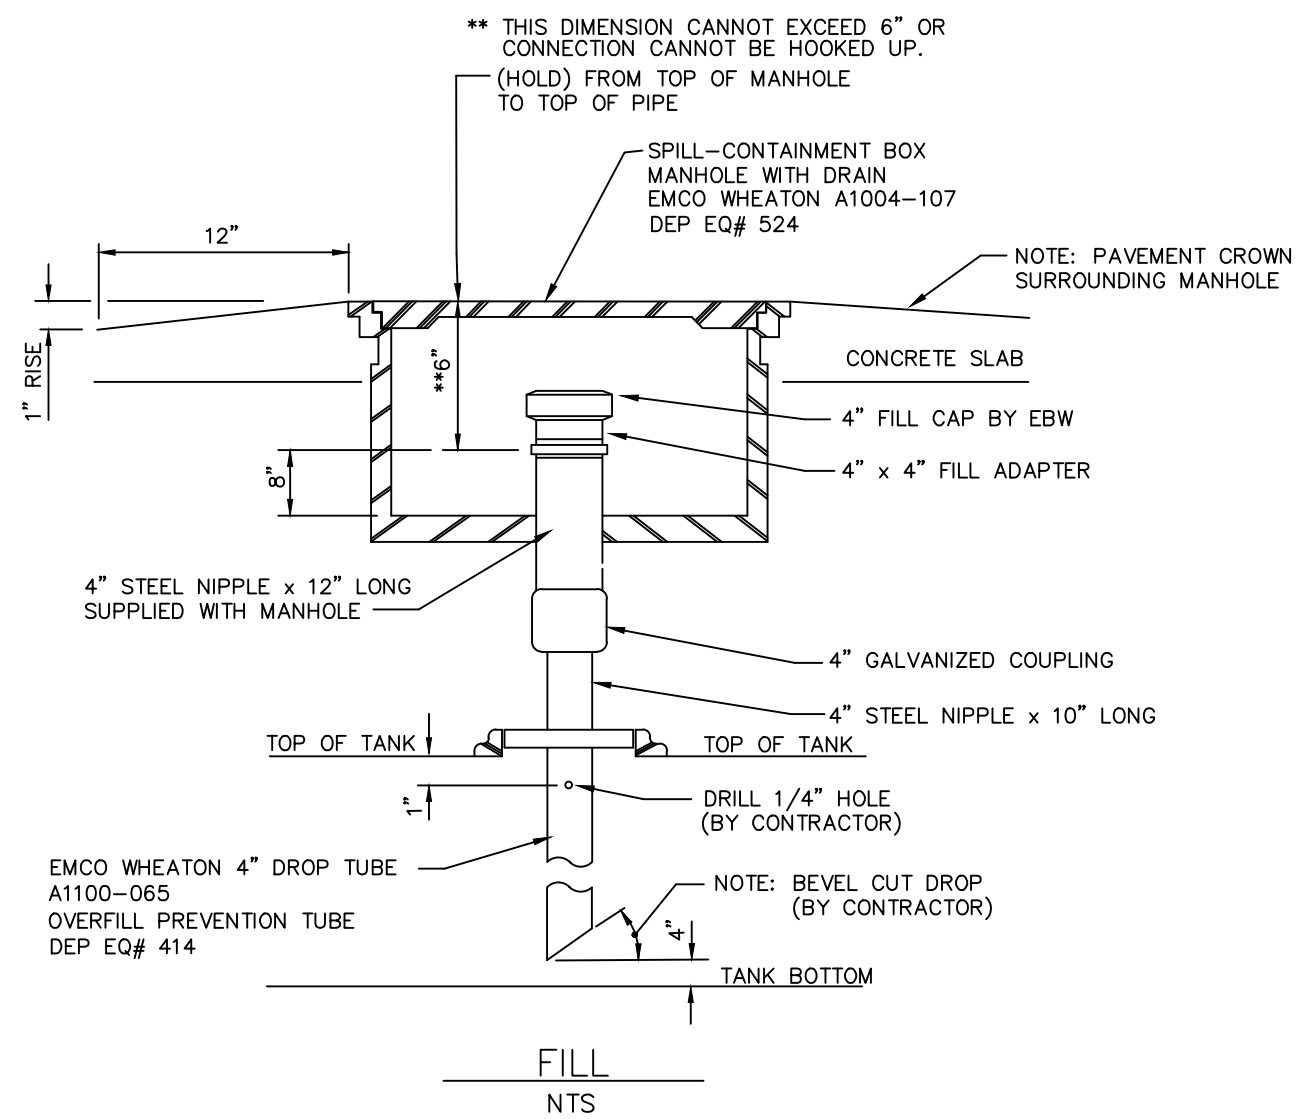 ** THIS DIMENSION CANNOT EXCEED 6" OR
CONNECTION CANNOT BE HOOKED UP.
(HOLD) FROM TOP OF MANHOLE
TO TOP OF PIPE
SPILL-CONTAINMENT BOX
MANHOLE WITH DRAIN
EMCO WHEATON A1004-107
DEP EQ# 524
12"
NOTE: PAVEMENT CROWN
SURROUNDING MANHOLE
1" RISE
**6"
CONCRETE SLAB
4" FILL CAP BY EBW
8"
4" x 4" FILL ADAPTER
4" STEEL NIPPLE x 12" LONG
SUPPLIED WITH MANHOLE
4" GALVANIZED COUPLING
4" STEEL NIPPLE x 10" LONG
TOP OF TANK
TOP OF TANK
1"
DRILL 1/4" HOLE
(BY CONTRACTOR)
EMCO WHEATON 4" DROP TUBE
A1100-065
OVERFILL PREVENTION TUBE
DEP EQ# 414
NOTE: BEVEL CUT DROP
(BY CONTRACTOR)
4"
TANK BOTTOM
FILL
NTS